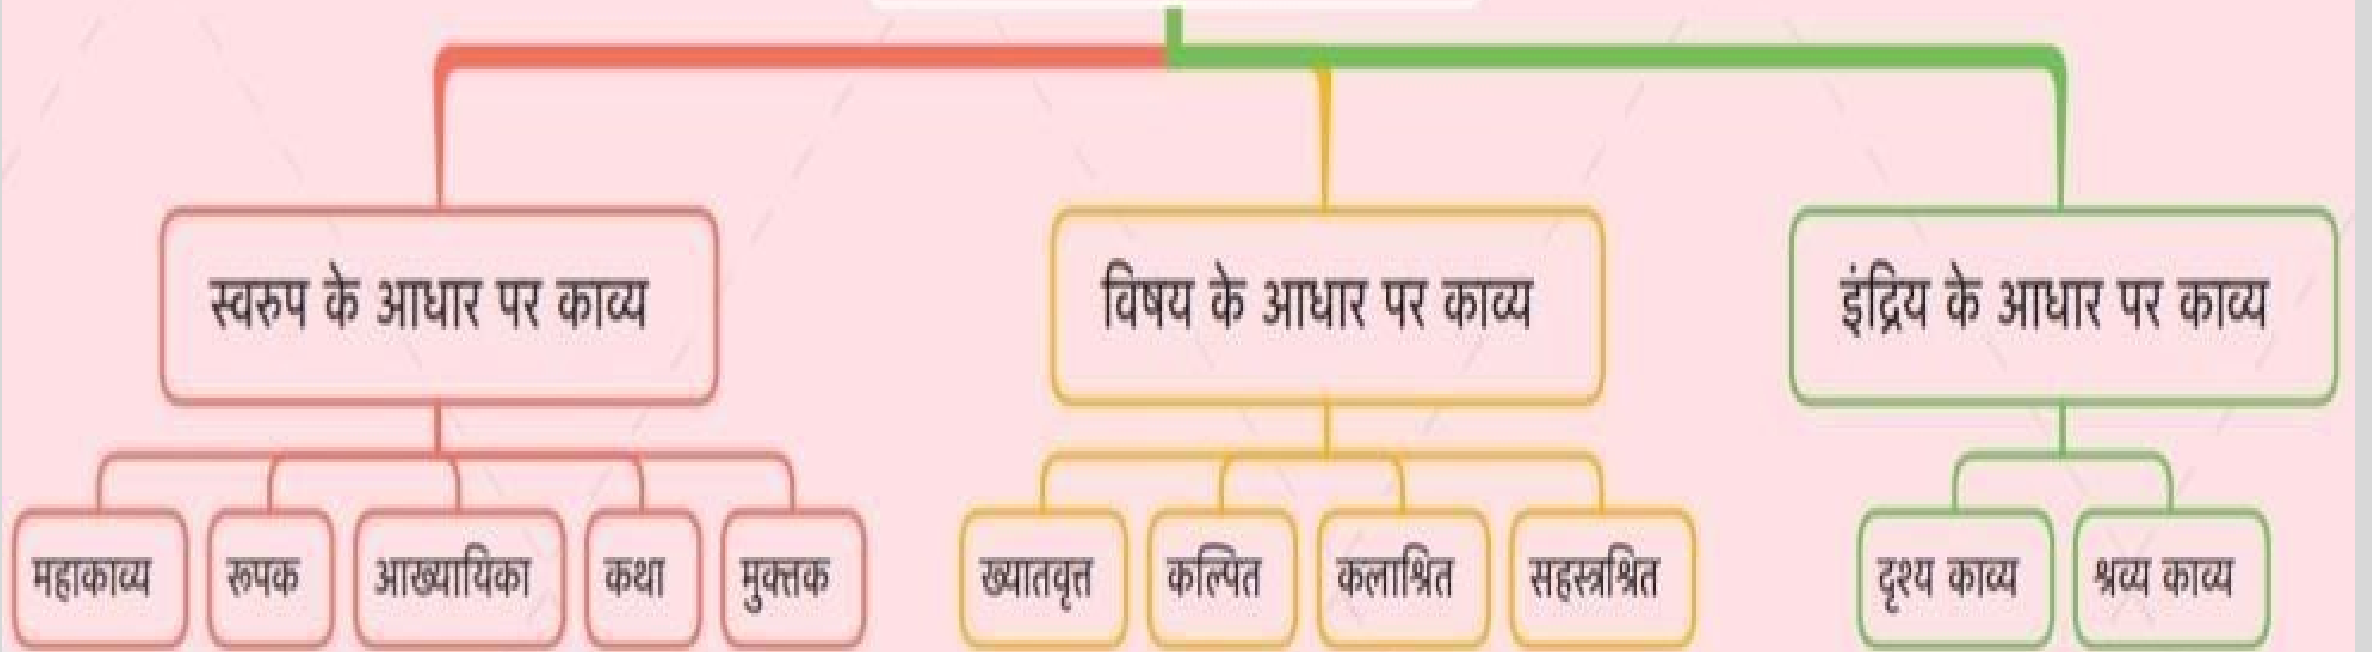 स्वरुप के आधार पर काव्य
विषय के आधार पर काव्य
इंद्रिय के आधार पर काव्य
महाकाव्य
रूपक
आख्यायिका
कथा
मुक्तक
ख्यातवृत्त
कल्पित
कलाश्रित
सहस्त्रश्रित
दृश्य काव्य
श्रव्य काव्य